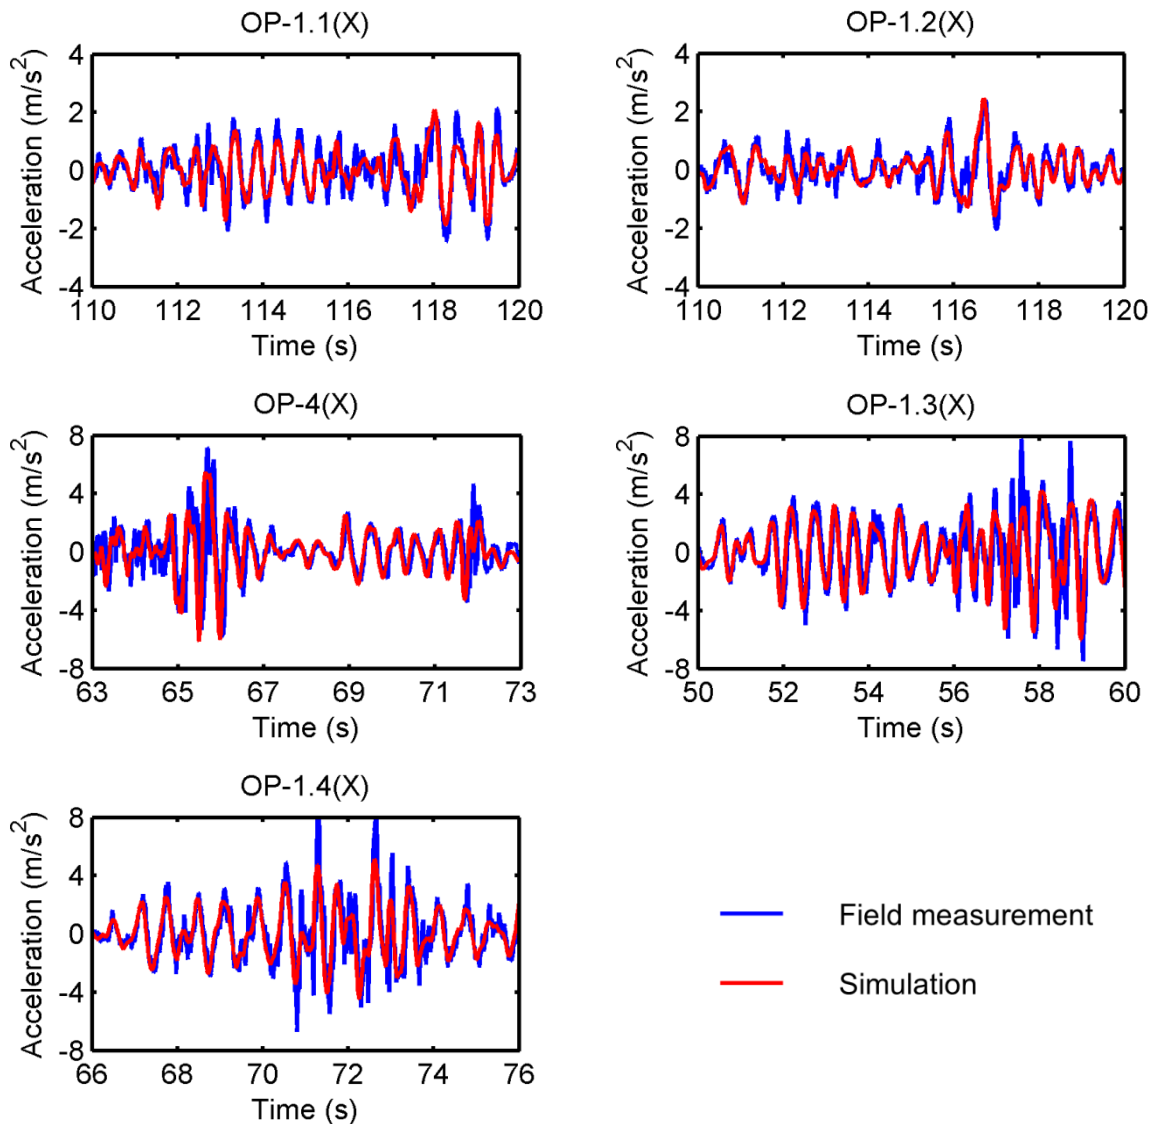 OP-1.1(X)
Acceleration (m/s²)
4
2
0
-2
-4
110 112 114 116 118 120
Time (s)
OP-1.2(X)
Acceleration (m/s²)
4
2
0
-2
-4
110 112 114 116 118 120
Time (s)
OP-4(X)
Acceleration (m/s²)
8
4
0
-4
-8
63 65 67 69 71 73
Time (s)
OP-1.3(X)
Acceleration (m/s²)
8
4
0
-4
-8
50 52 54 56 58 60
Time (s)
OP-1.4(X)
Acceleration (m/s²)
8
4
0
-4
-8
66 68 70 72 74 76
Time (s)
Field measurement
Simulation